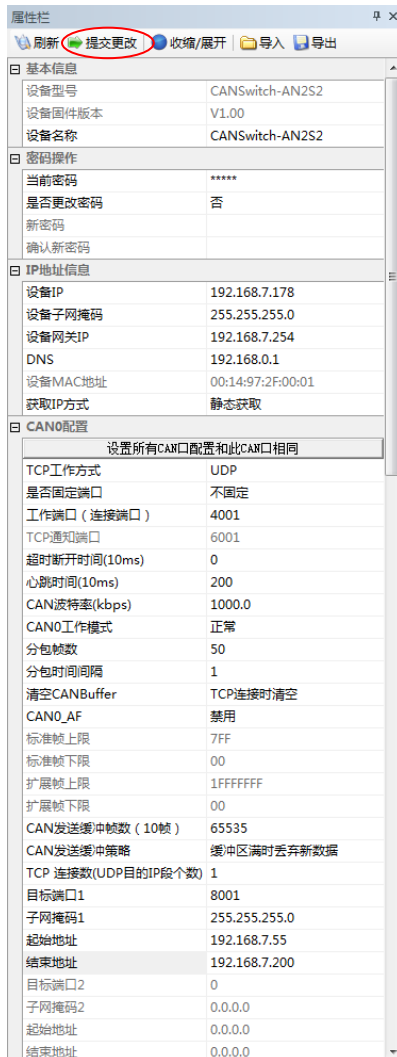 属性栏
刷新 提交更改 收缩/展开 导入 导出
基本信息
设备型号 CANSwitch-AN2S2
设备固件版本 V1.00
设备名称 CANSwitch-AN2S2
密码操作
当前密码 *****
是否更改密码 否
新密码
确认新密码
IP地址信息
设备IP 192.168.7.178
设备子网掩码 255.255.255.0
设备网关IP 192.168.7.254
DNS 192.168.0.1
设备MAC地址 00:14:97:2F:00:01
获取IP方式 静态获取
CAN0配置
设置所有CAN口配置和此CAN口相同
TCP工作方式 UDP
是否固定端口 不固定
工作端口（连接端口） 4001
TCP通知端口 6001
超时断开时间(10ms) 0
心跳时间(10ms) 200
CAN波特率(kbps) 1000.0
CAN0工作模式 正常
分包帧数 50
分包时间间隔 1
清空CANBuffer TCP连接时清空
CAN0_AF 禁用
标准帧上限 7FF
标准帧下限 00
扩展帧上限 1FFFFFFF
扩展帧下限 00
CAN发送缓冲帧数（10帧） 65535
CAN发送缓冲策略 缓冲区满时丢弃新数据
TCP 连接数(UDP目的IP段个数) 1
目标端口1 8001
子网掩码1 255.255.255.0
起始地址 192.168.7.55
结束地址 192.168.7.200
目标端口2 0
子网掩码2 0.0.0.0
起始地址 0.0.0.0
结束地址 0.0.0.0